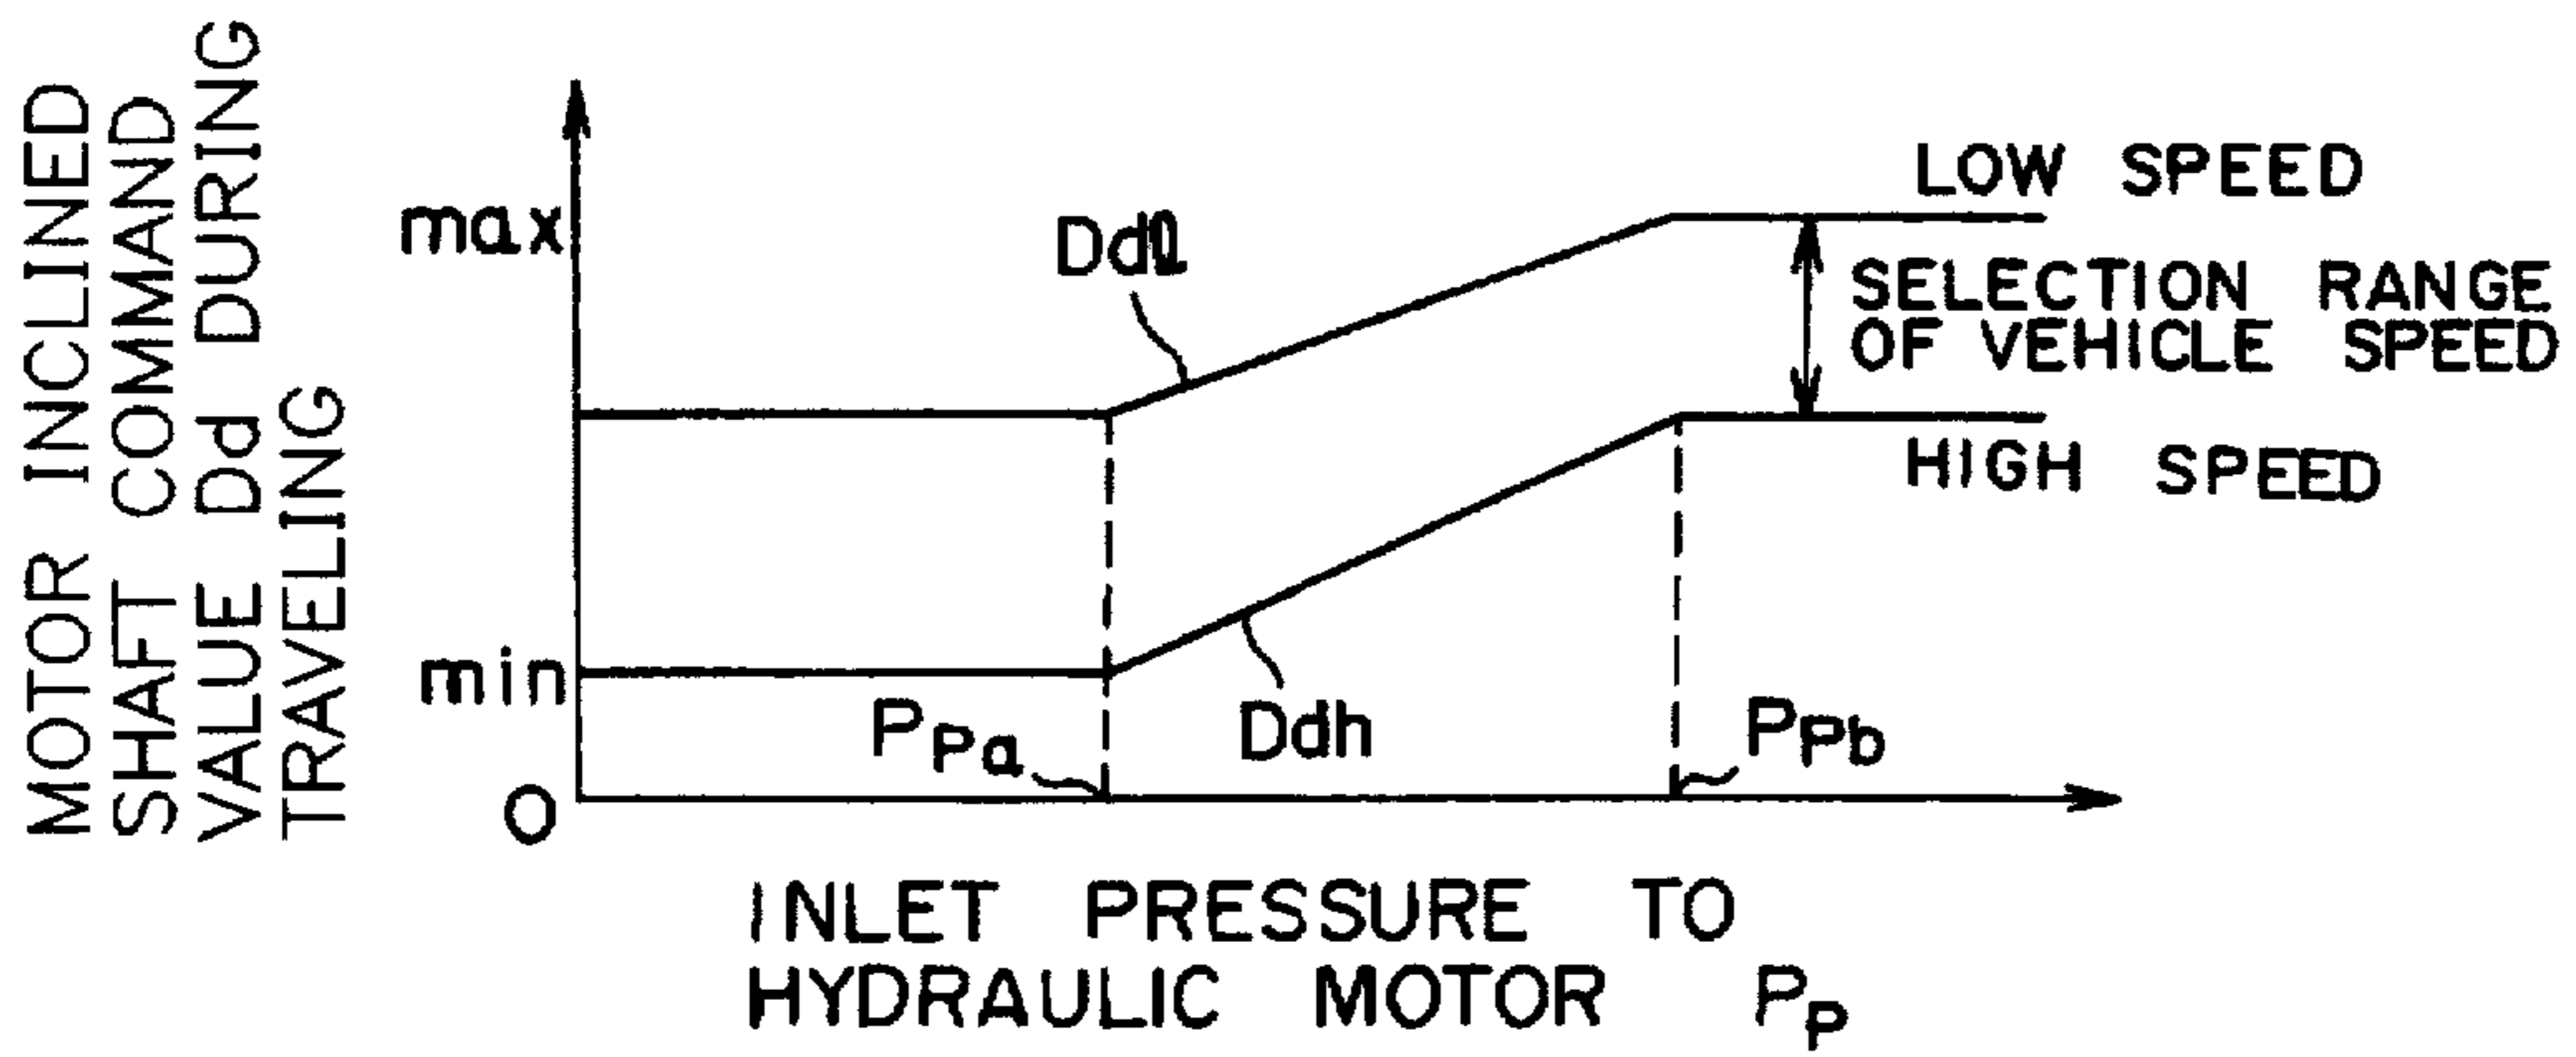 MOTOR INCLINED
SHAFT COMMAND
VALUE Dd DURING
TRAVELING
max
min
O
Ddℓ
Ddh
LOW SPEED
SELECTION RANGE
OF VEHICLE SPEED
HIGH SPEED
PPa
PPb
INLET PRESSURE TO
HYDRAULIC MOTOR PP